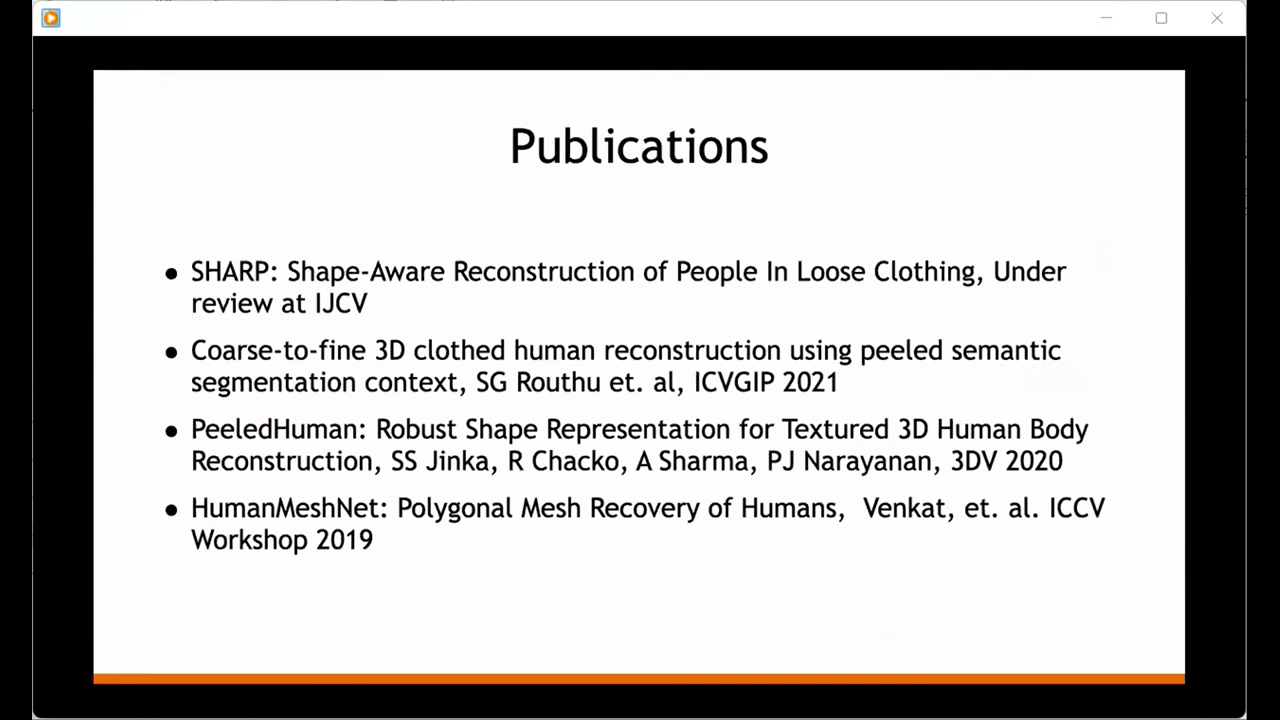 Publications
● SHARP: Shape-Aware Reconstruction of People In Loose Clothing, Under
review at IJCV
● Coarse-to-fine 3D clothed human reconstruction using peeled semantic
segmentation context, SG Routhu et. al, ICVGIP 2021
● PeeledHuman: Robust Shape Representation for Textured 3D Human Body
Reconstruction, SS Jinka, R Chacko, A Sharma, PJ Narayanan, 3DV 2020
● HumanMeshNet: Polygonal Mesh Recovery of Humans,  Venkat, et. al. ICCV
Workshop 2019